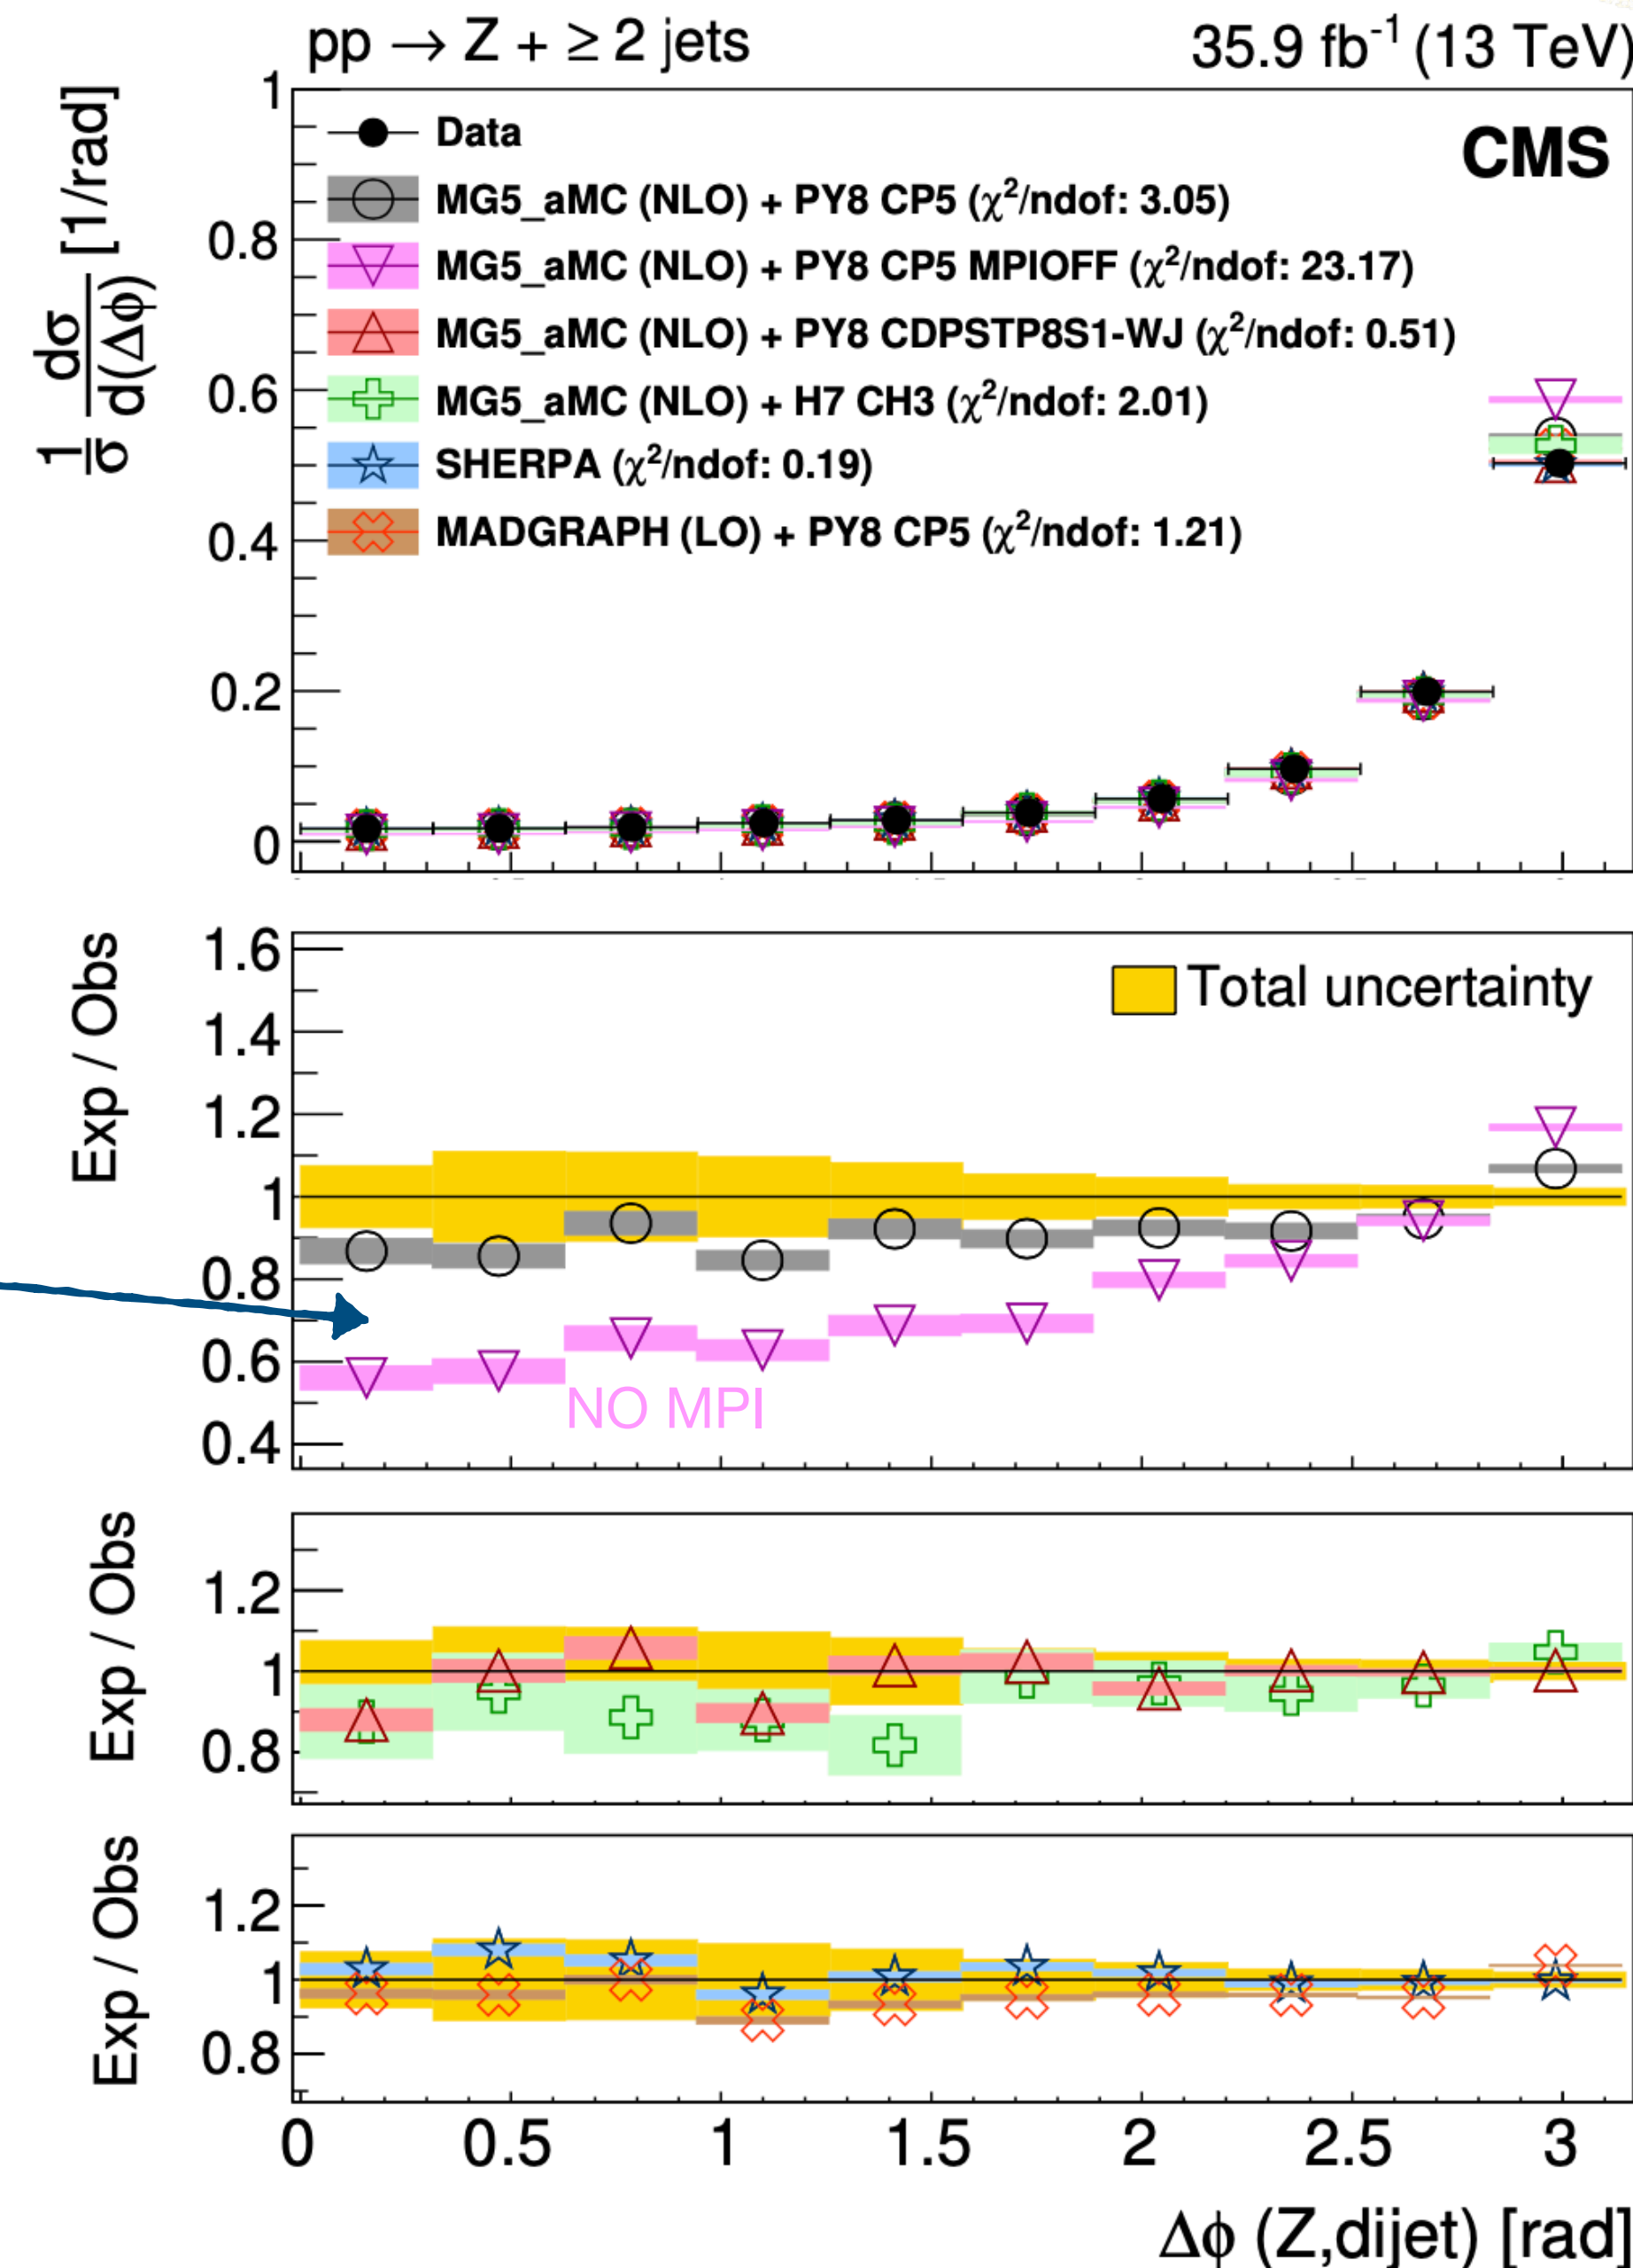 pp → Z + ≥ 2 jets
35.9 fb⁻¹ (13 TeV)
CMS
1/σ dσ/d(Δϕ) [1/rad]
1
0.8
0.6
0.4
0.2
0
Data
MG5_aMC (NLO) + PY8 CP5 (χ²/ndof: 3.05)
MG5_aMC (NLO) + PY8 CP5 MPIOFF (χ²/ndof: 23.17)
MG5_aMC (NLO) + PY8 CDPSTP8S1-WJ (χ²/ndof: 0.51)
MG5_aMC (NLO) + H7 CH3 (χ²/ndof: 2.01)
SHERPA (χ²/ndof: 0.19)
MADGRAPH (LO) + PY8 CP5 (χ²/ndof: 1.21)
Exp / Obs
1.6
1.4
1.2
1
0.8
0.6
0.4
Total uncertainty
NO MPI
Exp / Obs
1.2
1
0.8
Exp / Obs
1.2
1
0.8
0 0.5 1 1.5 2 2.5 3
Δϕ (Z,dijet) [rad]